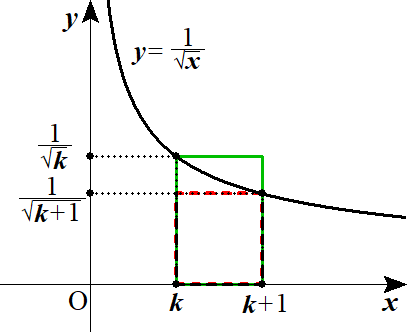 y
y = 1/√x
1/√k
1/√k+1
O k k+1 x